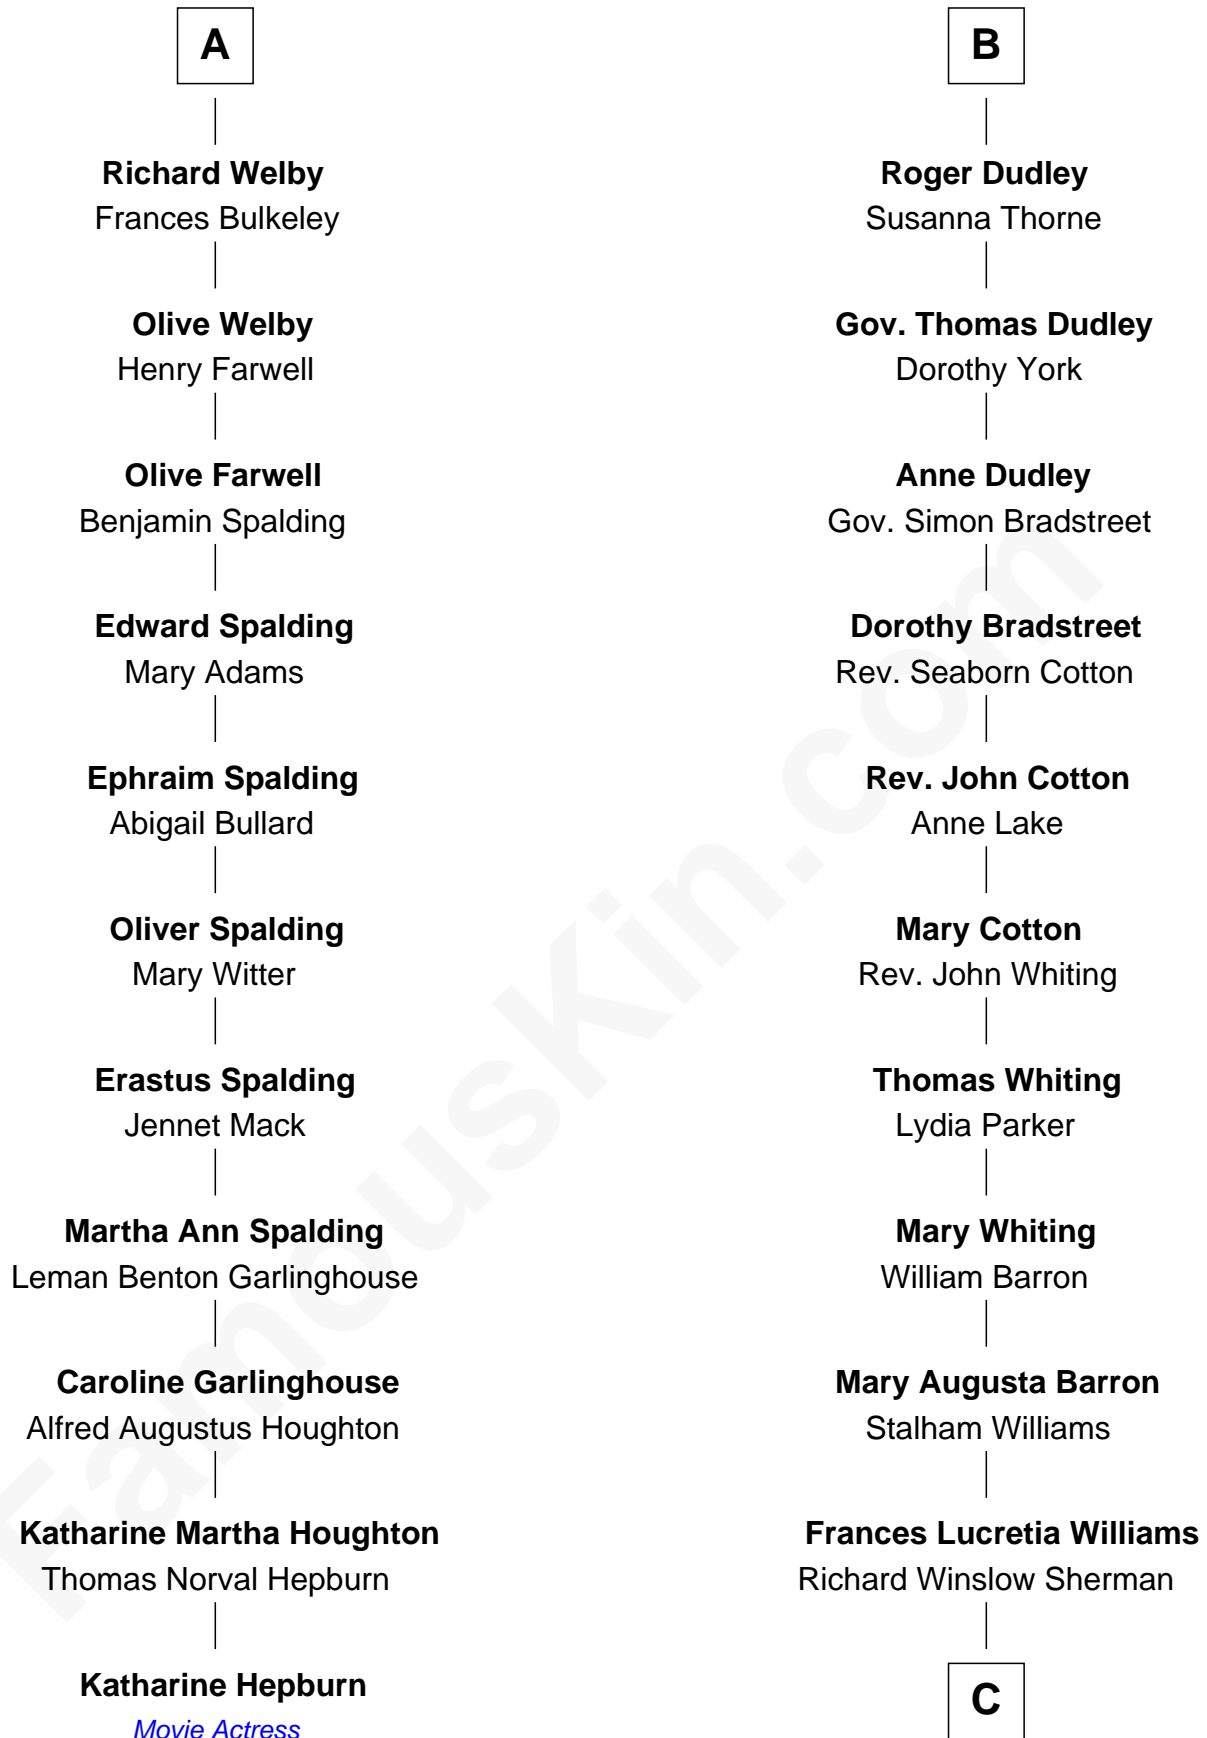 A
Richard Welby
Frances Bulkeley
Olive Welby
Henry Farwell
Olive Farwell
Benjamin Spalding
Edward Spalding
Mary Adams
Ephraim Spalding
Abigail Bullard
Oliver Spalding
Mary Witter
Erastus Spalding
Jennet Mack
Martha Ann Spalding
Leman Benton Garlinghouse
Caroline Garlinghouse
Alfred Augustus Houghton
Katharine Martha Houghton
Thomas Norval Hepburn
Katharine Hepburn
Movie Actress
B
Roger Dudley
Susanna Thorne
Gov. Thomas Dudley
Dorothy York
Anne Dudley
Gov. Simon Bradstreet
Dorothy Bradstreet
Rev. Seaborn Cotton
Rev. John Cotton
Anne Lake
Mary Cotton
Rev. John Whiting
Thomas Whiting
Lydia Parker
Mary Whiting
William Barron
Mary Augusta Barron
Stalham Williams
Frances Lucretia Williams
Richard Winslow Sherman
C
FamousKin.com